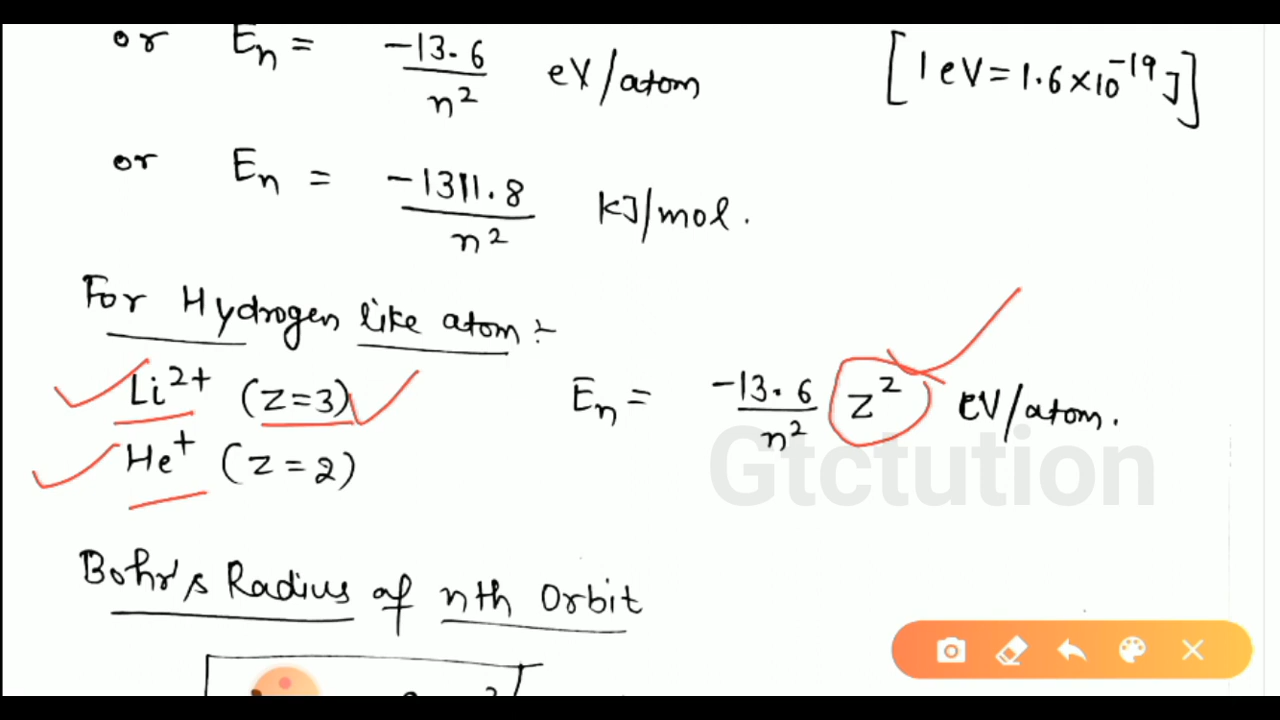 or Eₙ = -13.6/n² eV/atom [1 eV = 1.6×10⁻¹⁹ J]
or Eₙ = -1311.8/n² kJ/mol.
For Hydrogen like atom :-
Li²⁺ (Z=3) Eₙ = -13.6/n² Z² eV/atom.
He⁺ (Z=2)
Gtctution
Bohr's Radius of nth Orbit